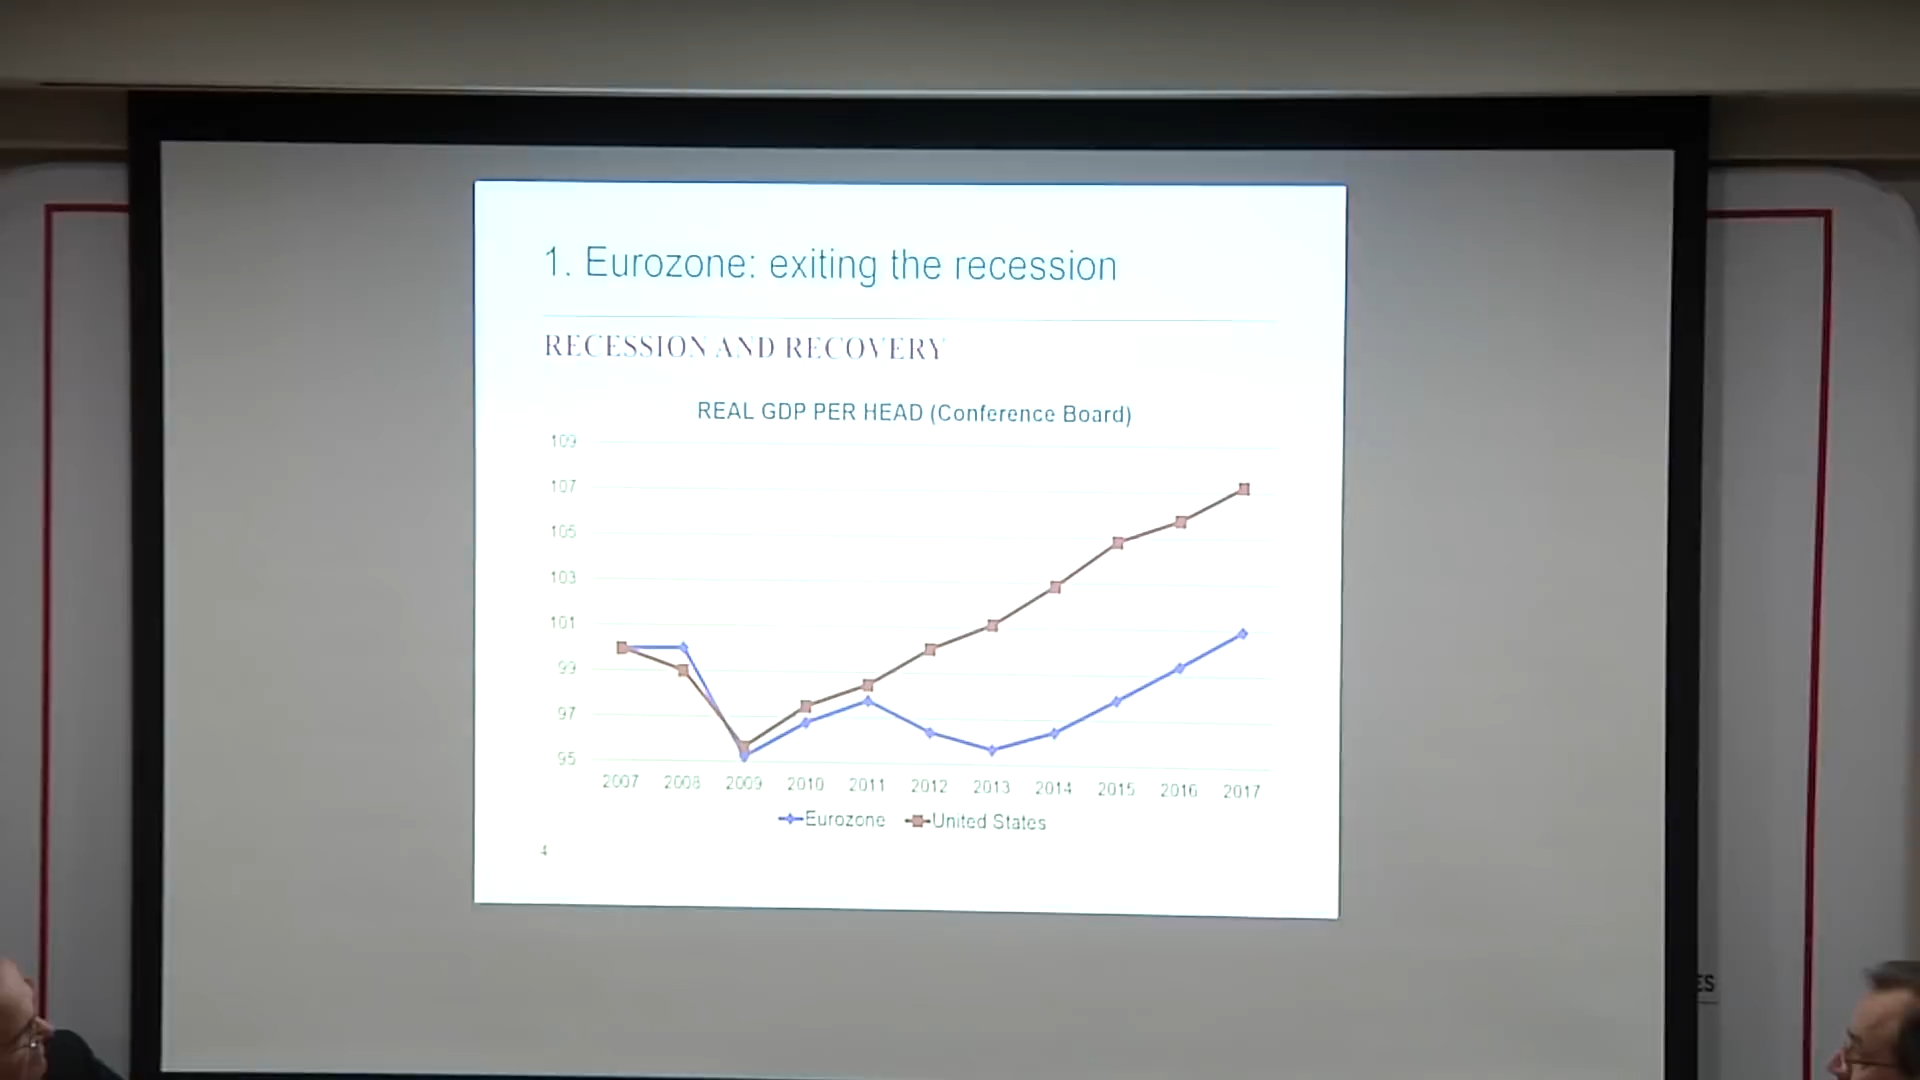 1. Eurozone: exiting the recession
RECESSION AND RECOVERY
REAL GDP PER HEAD (Conference Board)
109
107
105
103
101
99
97
95
2007 2008 2009 2010 2011 2012 2013 2014 2015 2016 2017
Eurozone United States
4
ES